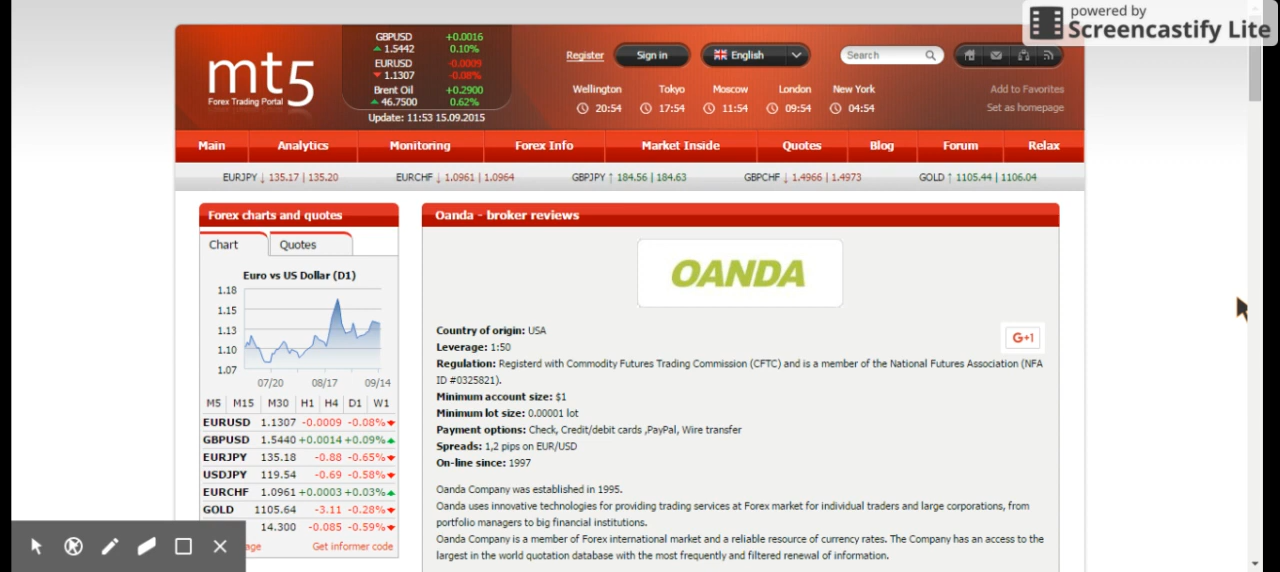 powered by
Screencastify Lite
mt5
Forex Trading Portal
GBPUSD +0.0016
1.5442 0.10%
EURUSD -0.0009
1.1307 -0.08%
Brent Oil +0.2900
46.7500 0.62%
Update: 11:53 15.09.2015
Register
Sign in
English
Search
Wellington Tokyo Moscow London New York
20:54 17:54 11:54 09:54 04:54
Add to Favorites
Set as homepage
Main Analytics Monitoring Forex Info Market Inside Quotes Blog Forum Relax
EURJPY ↓ 135.17 | 135.20 EURCHF ↓ 1.0961 | 1.0964 GBPJPY ↑ 184.56 | 184.63 GBPCHF ↓ 1.4966 | 1.4973 GOLD ↑ 1105.44 | 1106.04
Forex charts and quotes
Chart Quotes
Euro vs US Dollar (D1)
1.18
1.15
1.13
1.10
1.07
07/20 08/17 09/14
M5 M15 M30 H1 H4 D1 W1
EURUSD 1.1307 -0.0009 -0.08%
GBPUSD 1.5440 +0.0014 +0.09%
EURJPY 135.18 -0.88 -0.65%
USDJPY 119.54 -0.69 -0.58%
EURCHF 1.0961 +0.0003 +0.03%
GOLD 1105.64 -3.11 -0.28%
14.300 -0.085 -0.59%
Get informer code
Oanda - broker reviews
OANDA
G+1
Country of origin: USA
Leverage: 1:50
Regulation: Registerd with Commodity Futures Trading Commission (CFTC) and is a member of the National Futures Association (NFA
ID #0325821).
Minimum account size: $1
Minimum lot size: 0.00001 lot
Payment options: Check, Credit/debit cards ,PayPal, Wire transfer
Spreads: 1,2 pips on EUR/USD
On-line since: 1997
Oanda Company was established in 1995.
Oanda uses innovative technologies for providing trading services at Forex market for individual traders and large corporations, from
portfolio managers to big financial institutions.
Oanda Company is a member of Forex international market and a reliable resource of currency rates. The Company has an access to the
largest in the world quotation database with the most frequently and filtered renewal of information.